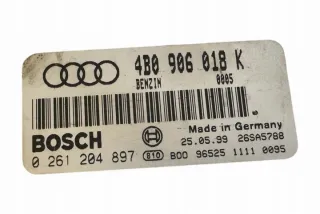 4B0 906 018 K
BENZIN 0005
BOSCH
Made in Germany
25.05.99 26SA5788
0 261 204 897 810 B00 96525 1111 0095